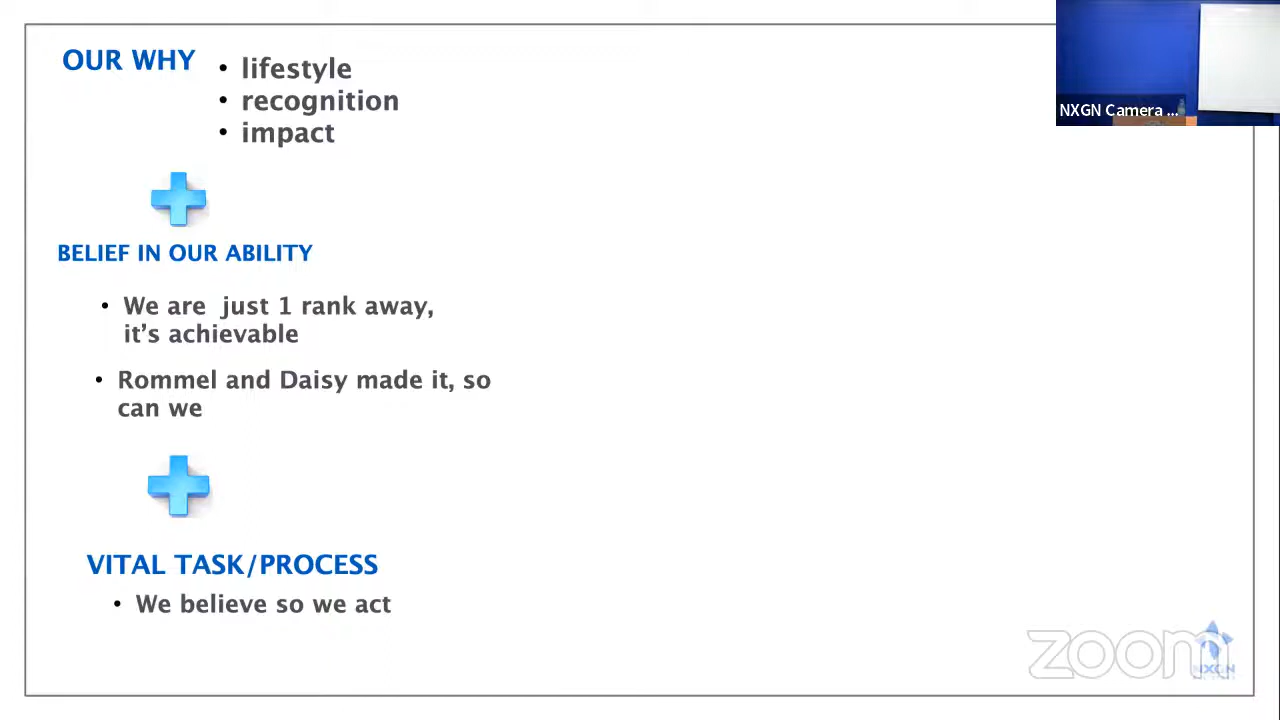 OUR WHY
• lifestyle
• recognition
• impact
NXGN Camera ...
BELIEF IN OUR ABILITY
• We are just 1 rank away,
it's achievable
• Rommel and Daisy made it, so
can we
VITAL TASK/PROCESS
• We believe so we act
zoom
NXGN